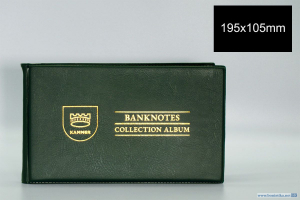 195x105mm
BANKNOTES
COLLECTION ALBUM
KAMMER